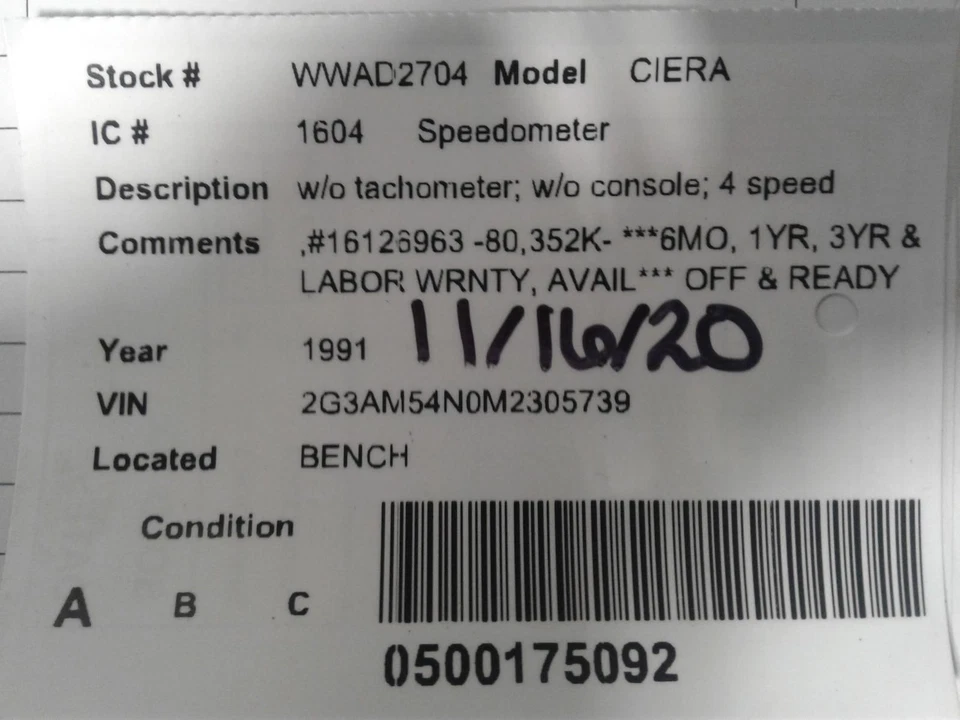 Stock # WWAD2704 Model CIERA
IC # 1604 Speedometer
Description w/o tachometer; w/o console; 4 speed
Comments ,#16126963 -80,352K- ***6MO, 1YR, 3YR &
LABOR WRNTY, AVAIL*** OFF & READY
Year 1991 11/16/20
VIN 2G3AM54N0M2305739
Located BENCH
Condition
A B C
0500175092